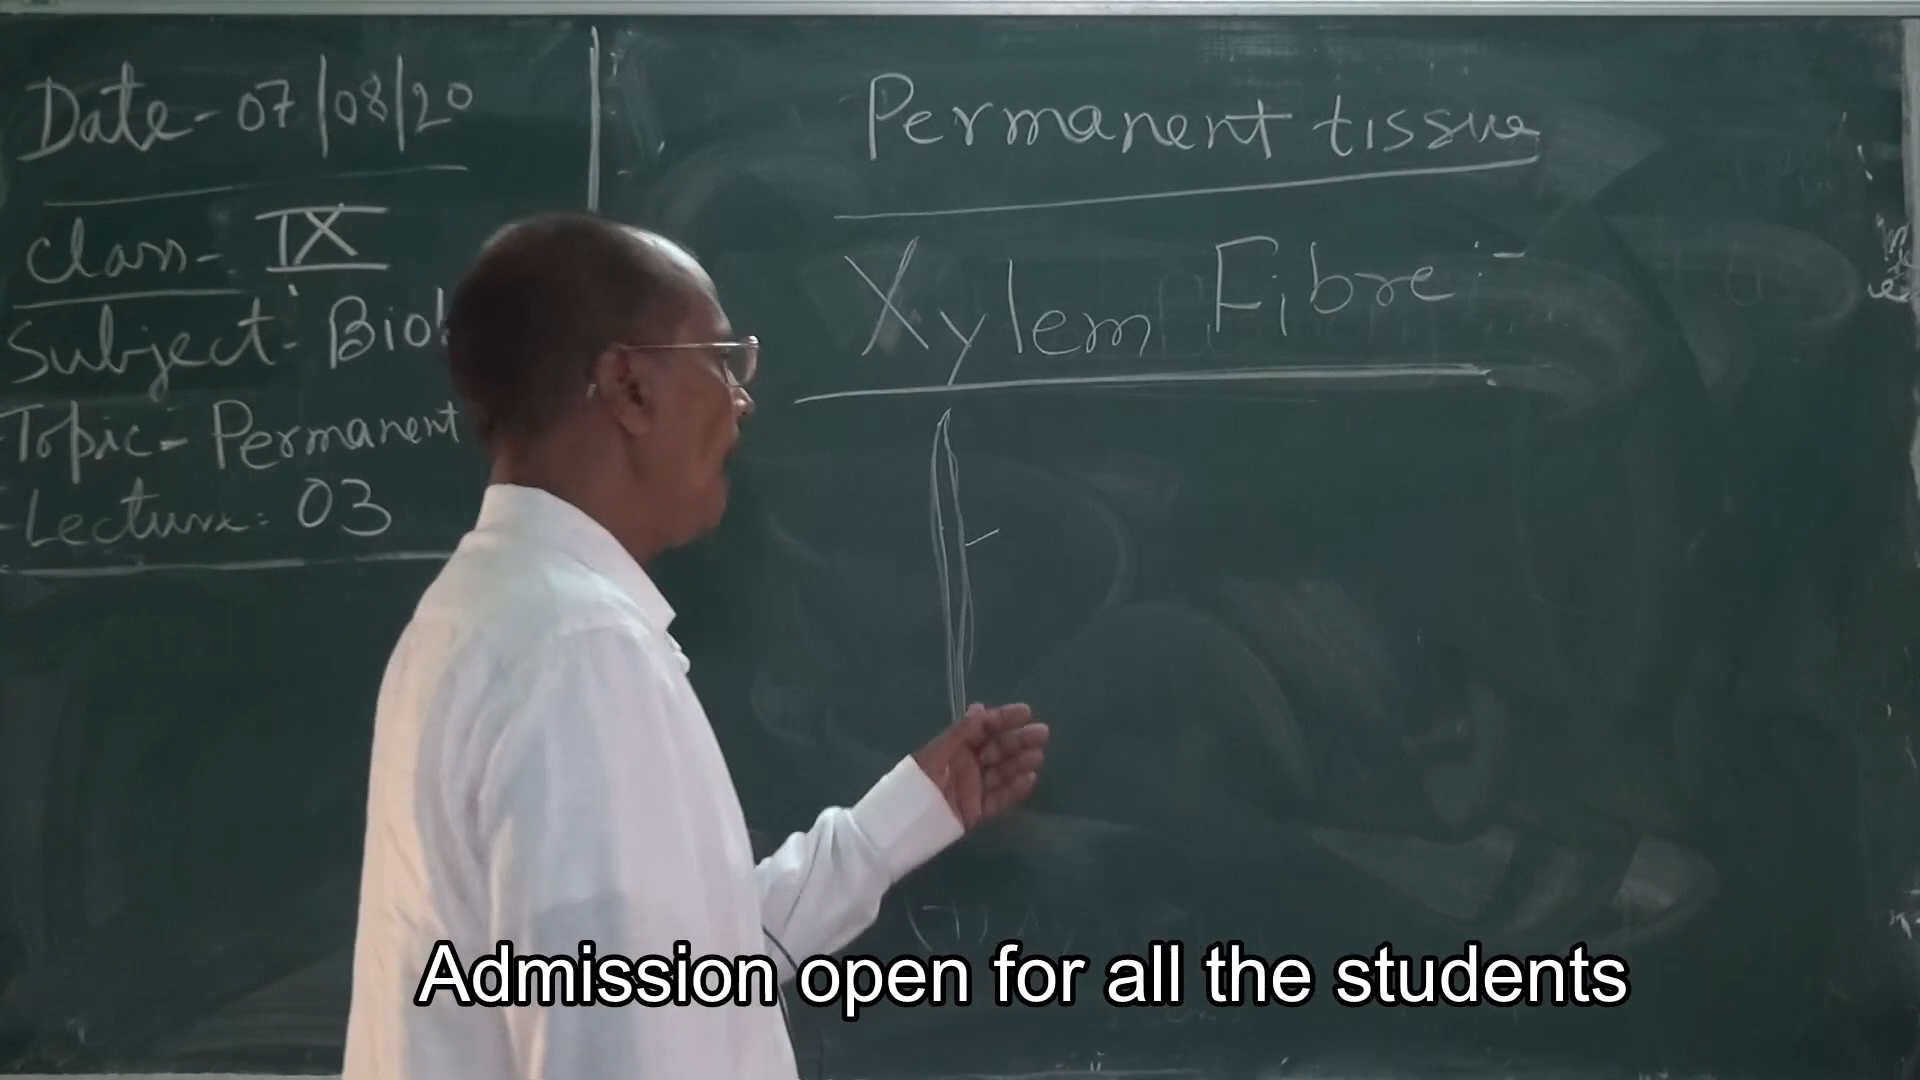 Date- 07/08/20
Class- IX
Subject- Biol
Topic- Permanent
Lecture: 03
Permanent tissue
Xylem Fibre:-
Admission open for all the students